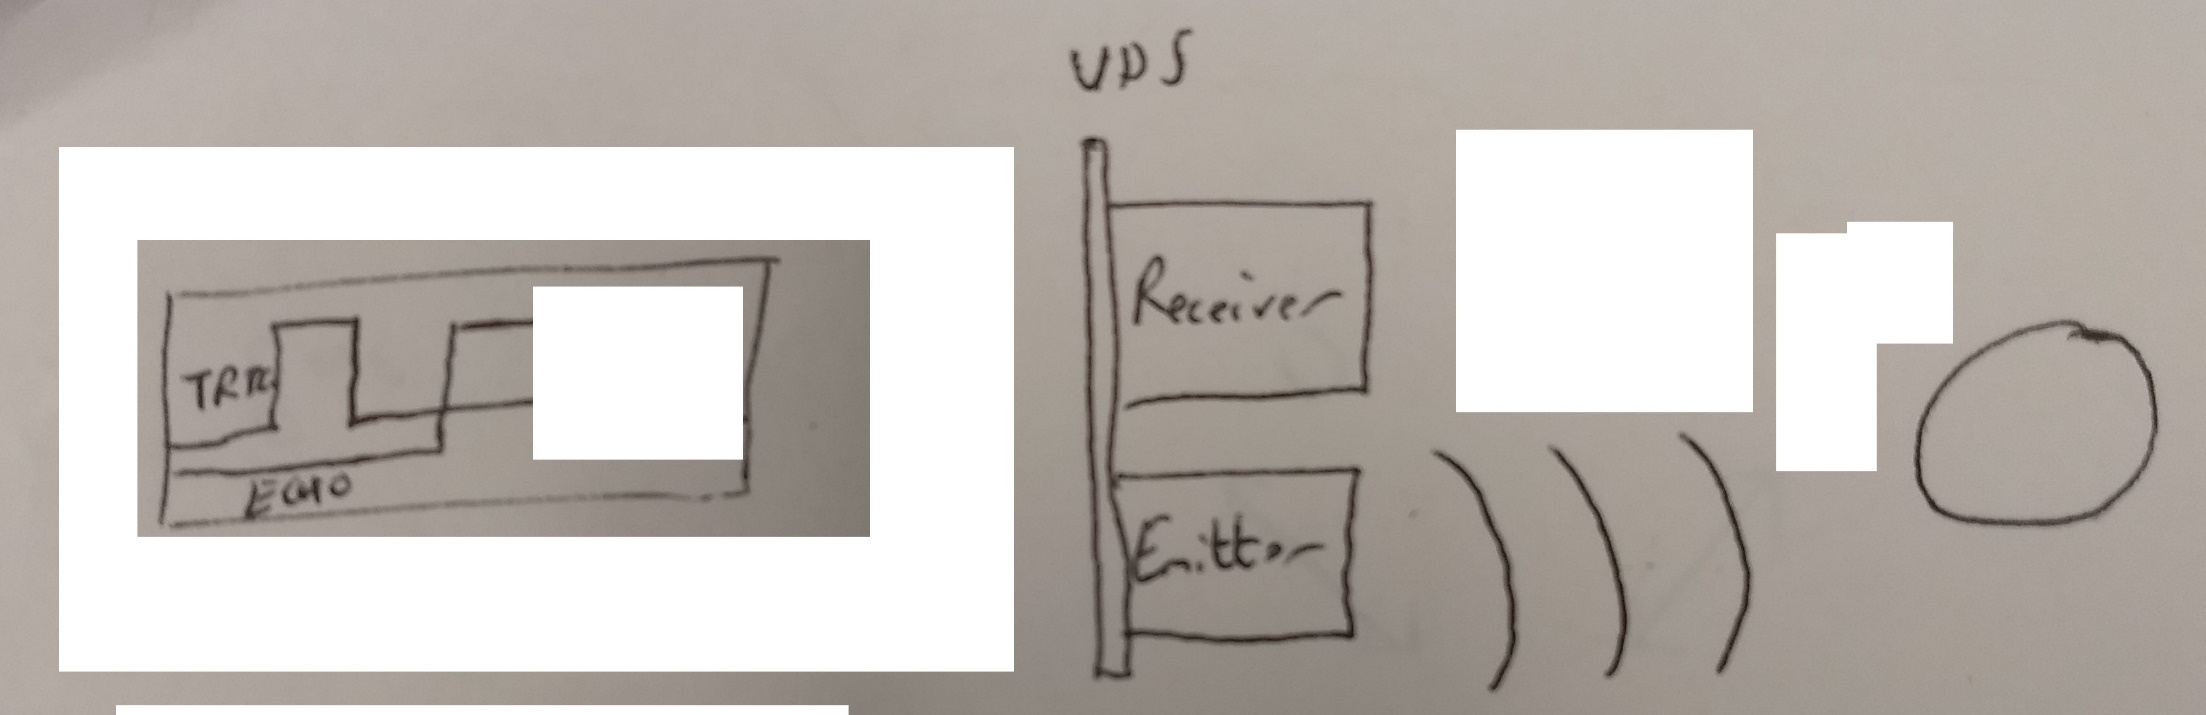 UDS
TRIG
ECHO
Receiver
Emitter